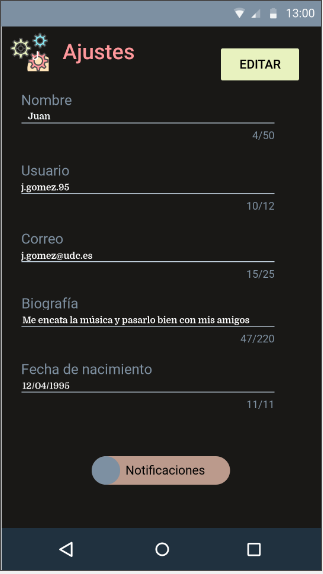 13:00
Ajustes
EDITAR
Nombre
Juan
4/50
Usuario
j.gomez.95
10/12
Correo
j.gomez@udc.es
15/25
Biografía
Me encata la música y pasarlo bien con mis amigos
47/220
Fecha de nacimiento
12/04/1995
11/11
Notificaciones